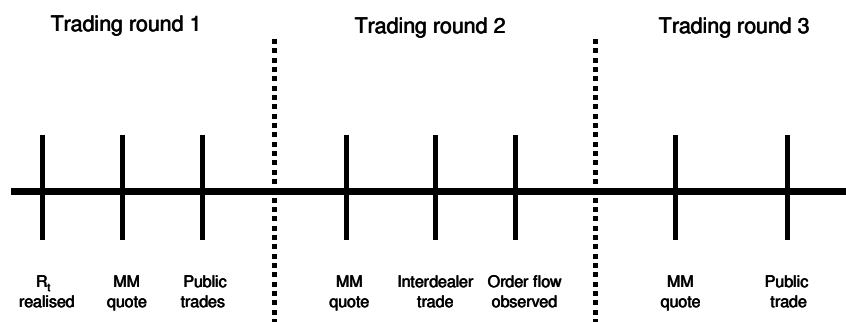 Trading round 1
Trading round 2
Trading round 3
Rt
realised
MM
quote
Public
trades
MM
quote
Interdealer
trade
Order flow
observed
MM
quote
Public
trade